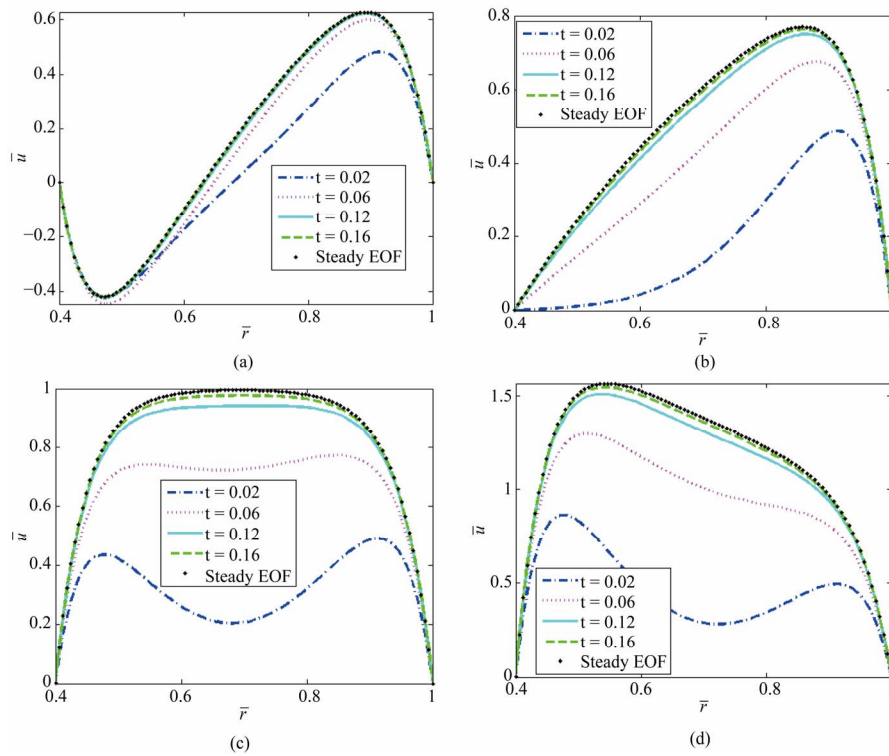 0.6
0.4
0.2
0
−0.2
−0.4
0.4
0.6
0.8
1
u
r
t = 0.02
t = 0.06
t − 0.12
t = 0.16
Steady EOF
(a)
0.8
0.6
0.4
0.2
0
0.4
0.6
0.8
u
r
t = 0.02
t = 0.06
t = 0.12
t = 0.16
Steady EOF
(b)
1
0.8
0.6
0.4
0.2
0
0.4
0.6
0.8
1
u
r
t = 0.02
t = 0.06
t = 0.12
t = 0.16
Steady EOF
(c)
1.5
1
0.5
0
0.4
0.6
0.8
u
r
t = 0.02
t = 0.06
t = 0.12
t = 0.16
Steady EOF
(d)